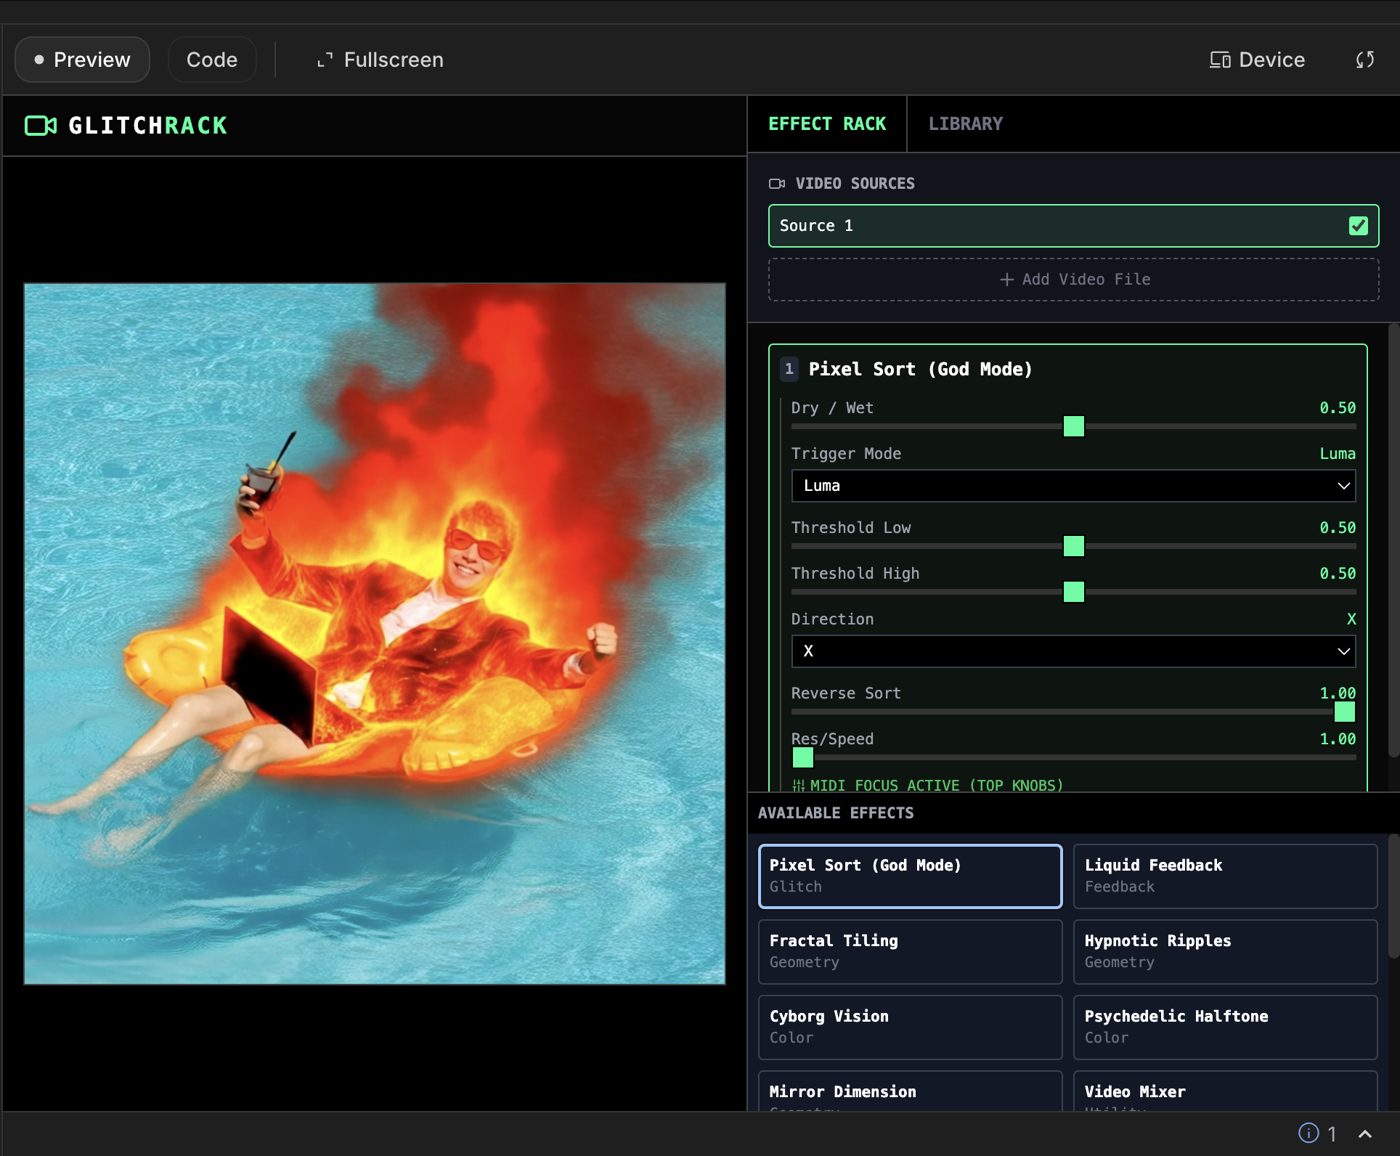 Preview
Code
Fullscreen
Device
GLITCHRACK
EFFECT RACK
LIBRARY
VIDEO SOURCES
Source 1
+ Add Video File
1 Pixel Sort (God Mode)
Dry / Wet 0.50
Trigger Mode Luma
Luma
Threshold Low 0.50
Threshold High 0.50
Direction X
X
Reverse Sort 1.00
Res/Speed 1.00
MIDI FOCUS ACTIVE (TOP KNOBS)
AVAILABLE EFFECTS
Pixel Sort (God Mode)
Glitch
Liquid Feedback
Feedback
Fractal Tiling
Geometry
Hypnotic Ripples
Geometry
Cyborg Vision
Color
Psychedelic Halftone
Color
Mirror Dimension
Geometry
Video Mixer
Utility
1